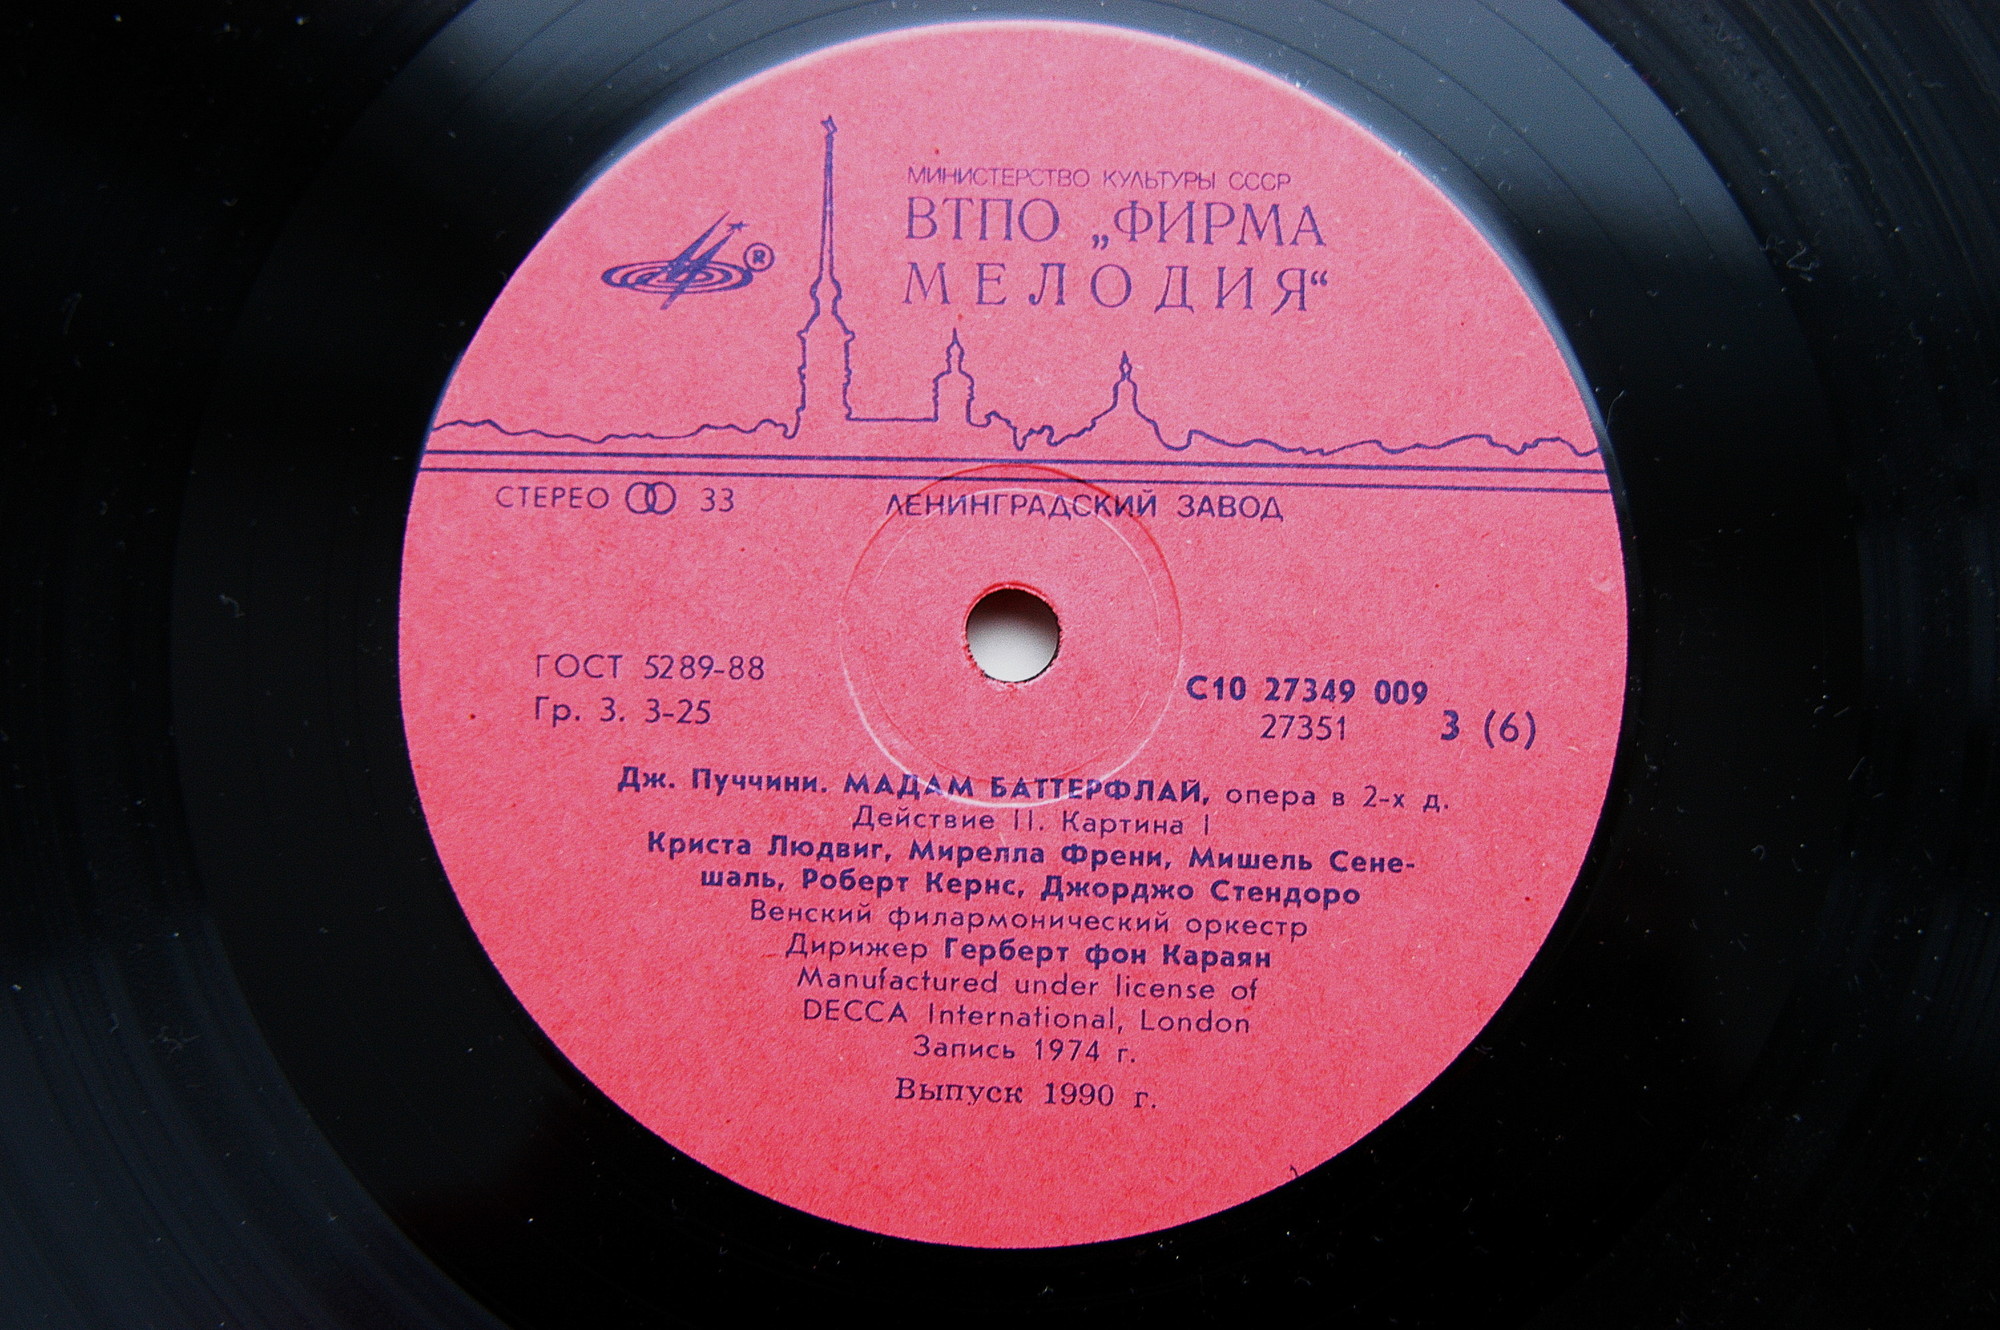 МИНИСТЕРСТВО КУЛЬТУРЫ СССР
ВТПО „ФИРМА
МЕЛОДИЯ“
®
СТЕРЕО 33
ЛЕНИНГРАДСКИЙ ЗАВОД
ГОСТ 5289-88
Гр. 3. 3-25
С10 27349 009
27351
3 (6)
Дж. Пуччини. МАДАМ БАТТЕРФЛАЙ, опера в 2-х д.
Действие II. Картина I
Криста Людвиг, Мирелла Френи, Мишель Сене-
шаль, Роберт Кернс, Джорджо Стендоро
Венский филармонический оркестр
Дирижер Герберт фон Караян
Manufactured under license of
DECCA International, London
Запись 1974 г.
Выпуск 1990 г.